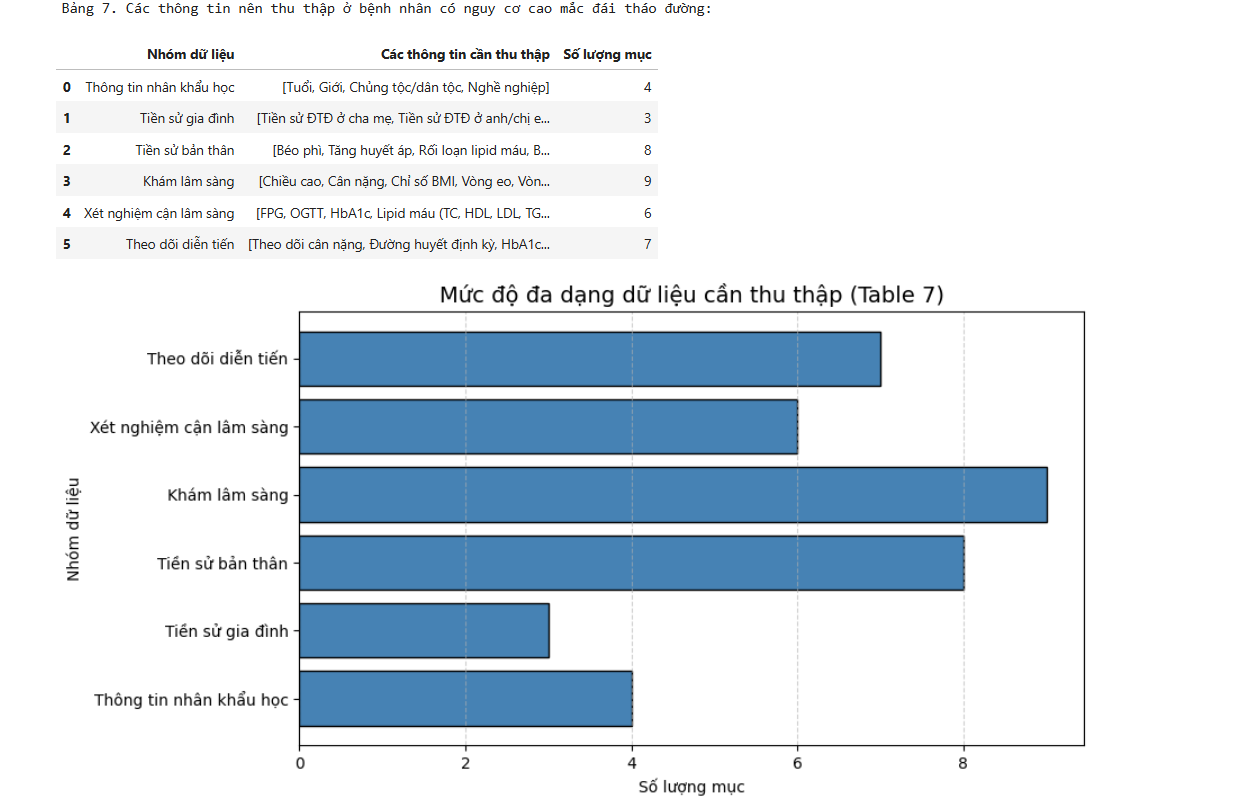 Bảng 7. Các thông tin nên thu thập ở bệnh nhân có nguy cơ cao mắc đái tháo đường:
Nhóm dữ liệu Các thông tin cần thu thập Số lượng mục
0 Thông tin nhân khẩu học [Tuổi, Giới, Chủng tộc/dân tộc, Nghề nghiệp] 4
1 Tiền sử gia đình [Tiền sử ĐTĐ ở cha mẹ, Tiền sử ĐTĐ ở anh/chị e... 3
2 Tiền sử bản thân [Béo phì, Tăng huyết áp, Rối loạn lipid máu, B... 8
3 Khám lâm sàng [Chiều cao, Cân nặng, Chỉ số BMI, Vòng eo, Vòn... 9
4 Xét nghiệm cận lâm sàng [FPG, OGTT, HbA1c, Lipid máu (TC, HDL, LDL, TG... 6
5 Theo dõi diễn tiến [Theo dõi cân nặng, Đường huyết định kỳ, HbA1c... 7
Mức độ đa dạng dữ liệu cần thu thập (Table 7)
Theo dõi diễn tiến
Xét nghiệm cận lâm sàng
Khám lâm sàng
Tiền sử bản thân
Tiền sử gia đình
Thông tin nhân khẩu học
Nhóm dữ liệu
0 2 4 6 8
Số lượng mục